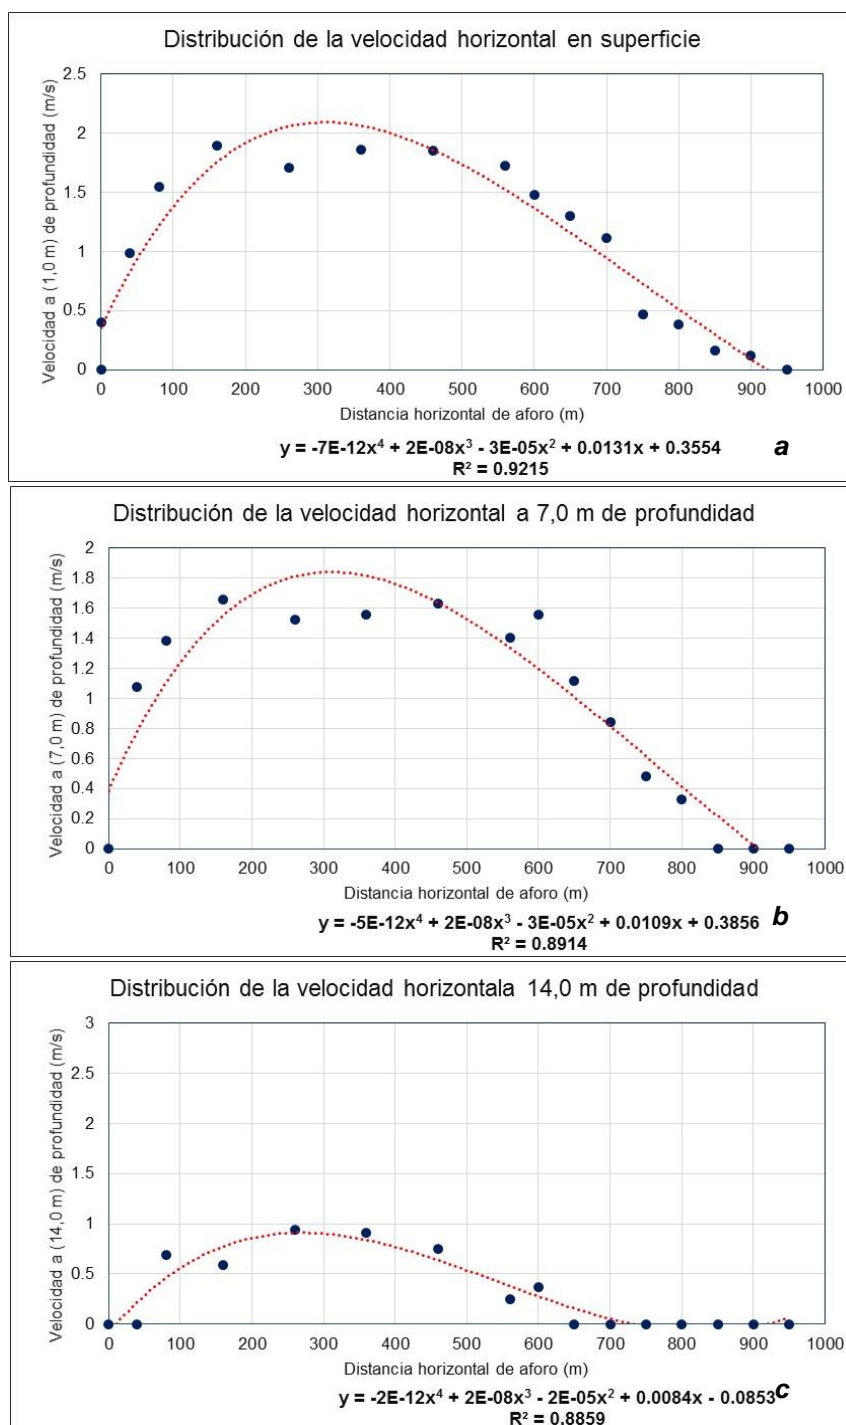 Distribución de la velocidad horizontal en superficie
Velocidad a (1,0 m) de profundidad (m/s)
2.5
2
1.5
1
0.5
0
0 100 200 300 400 500 600 700 800 900 1000
Distancia horizontal de aforo (m)
y = -7E-12x⁴ + 2E-08x³ - 3E-05x² + 0.0131x + 0.3554 a
R² = 0.9215
Distribución de la velocidad horizontal a 7,0 m de profundidad
Velocidad a (7,0 m) de profundidad (m/s)
2
1.8
1.6
1.4
1.2
1
0.8
0.6
0.4
0.2
0
0 100 200 300 400 500 600 700 800 900 1000
Distancia horizontal de aforo (m)
y = -5E-12x⁴ + 2E-08x³ - 3E-05x² + 0.0109x + 0.3856 b
R² = 0.8914
Distribución de la velocidad horizontala 14,0 m de profundidad
Velocidad a (14,0 m) de profundidad (m/s)
3
2.5
2
1.5
1
0.5
0
0 100 200 300 400 500 600 700 800 900 1000
Distancia horizontal de aforo (m)
y = -2E-12x⁴ + 2E-08x³ - 2E-05x² + 0.0084x - 0.0853 c
R² = 0.8859